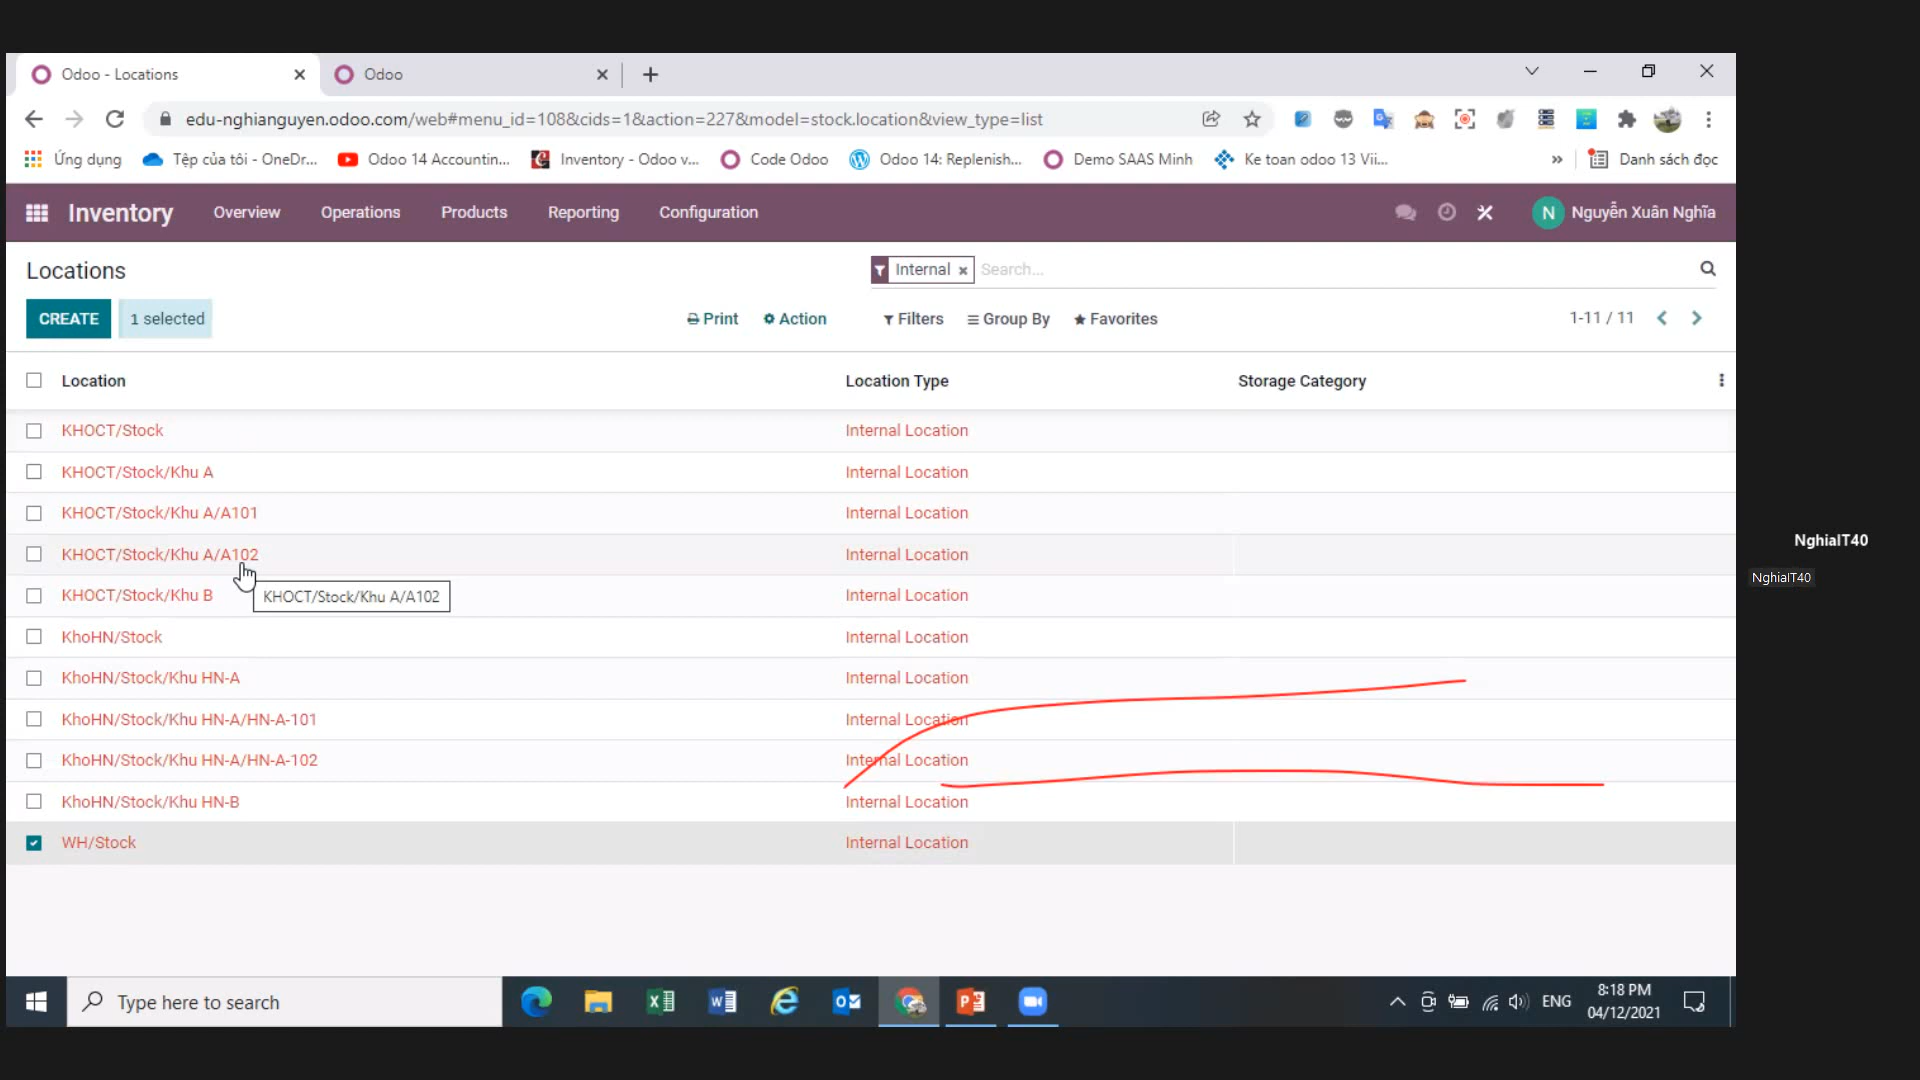 Odoo - Locations
Odoo
edu-nghianguyen.odoo.com/web#menu_id=108&cids=1&action=227&model=stock.location&view_type=list
Ứng dụng
Tệp của tôi - OneDr...
Odoo 14 Accountin...
Inventory - Odoo v...
Code Odoo
Odoo 14: Replenish...
Demo SAAS Minh
Ke toan odoo 13 Vii...
»
Danh sách đọc
Inventory
Overview
Operations
Products
Reporting
Configuration
N
Nguyễn Xuân Nghĩa
Locations
Internal
Search...
CREATE
1 selected
Print
Action
Filters
Group By
Favorites
1-11 / 11
Location
Location Type
Storage Category
KHOCT/Stock
Internal Location
KHOCT/Stock/Khu A
Internal Location
KHOCT/Stock/Khu A/A101
Internal Location
KHOCT/Stock/Khu A/A102
Internal Location
KHOCT/Stock/Khu B
KHOCT/Stock/Khu A/A102
Internal Location
KhoHN/Stock
Internal Location
KhoHN/Stock/Khu HN-A
Internal Location
KhoHN/Stock/Khu HN-A/HN-A-101
Internal Location
KhoHN/Stock/Khu HN-A/HN-A-102
Internal Location
KhoHN/Stock/Khu HN-B
Internal Location
WH/Stock
Internal Location
NghiaIT40
NghiaIT40
Type here to search
ENG
8:18 PM
04/12/2021